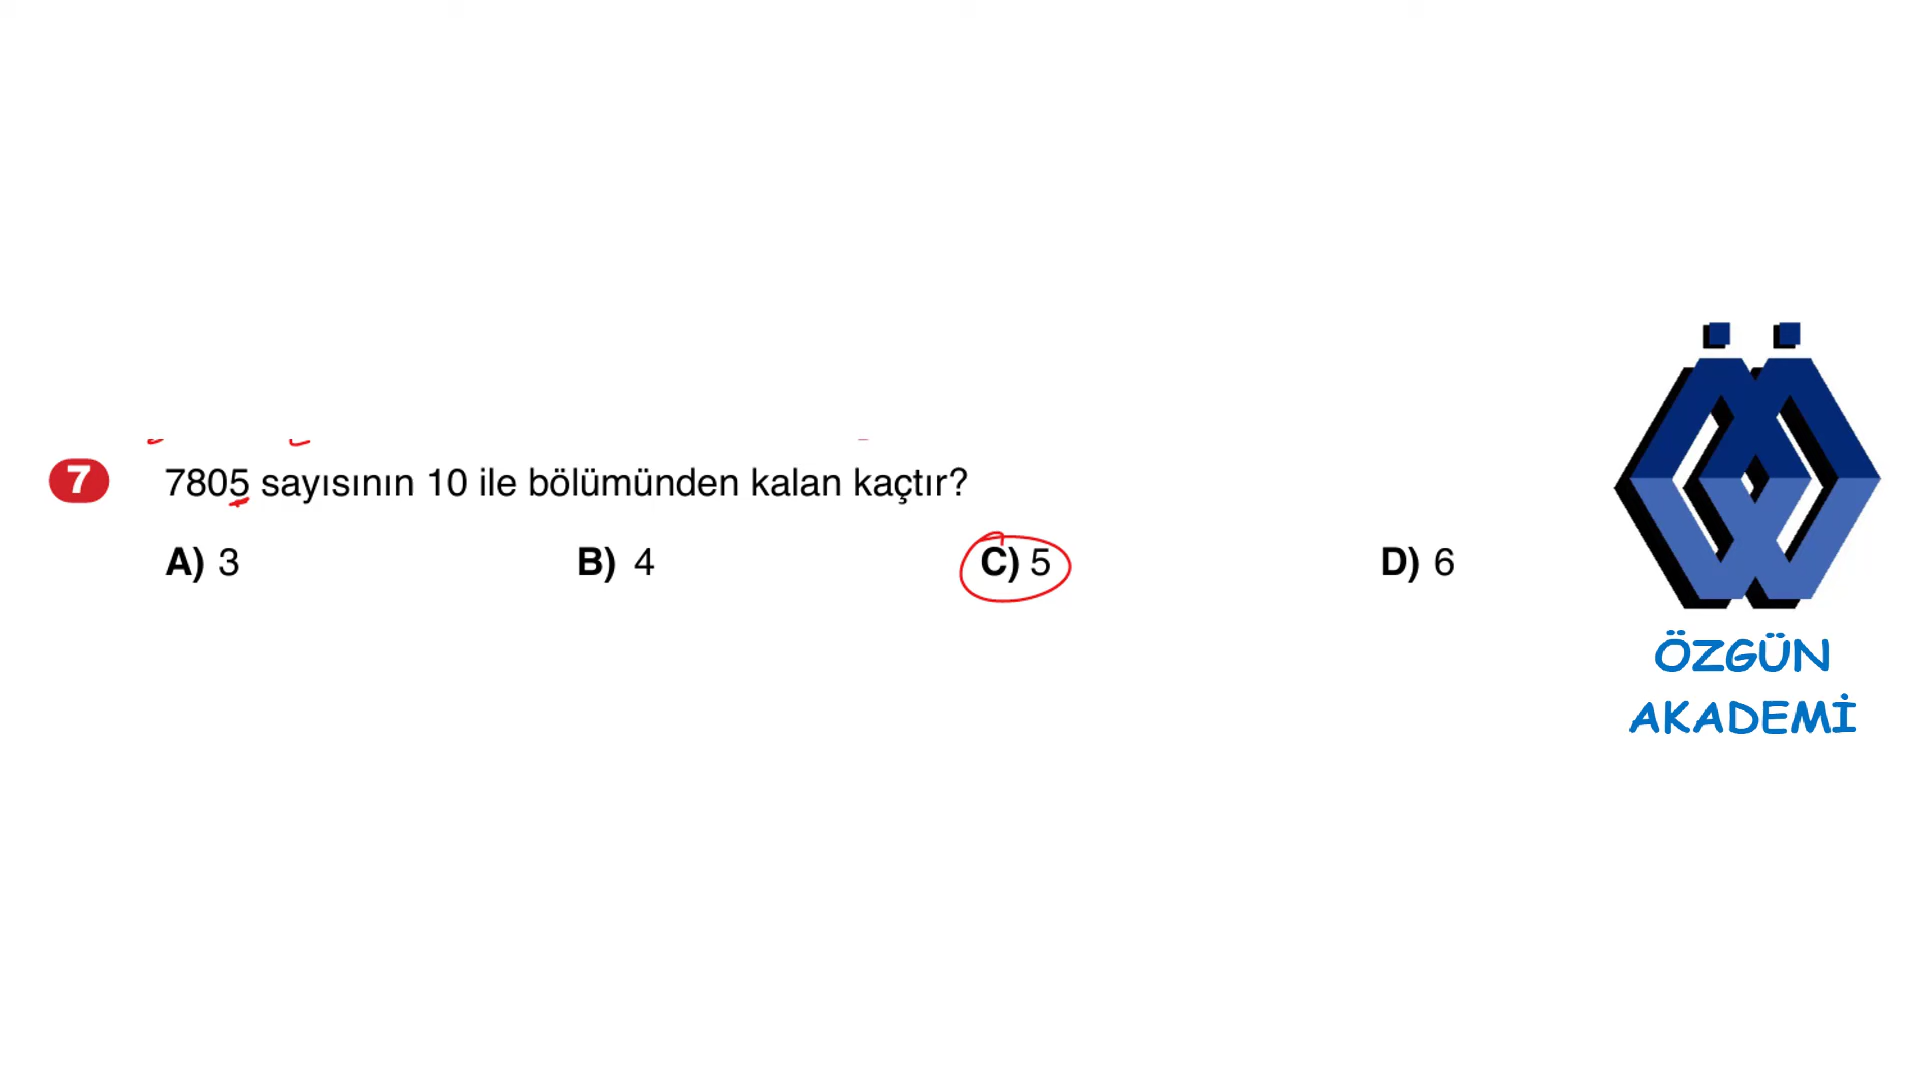 7
7805 sayısının 10 ile bölümünden kalan kaçtır?
A) 3 B) 4 C) 5 D) 6
ÖZGÜN
AKADEMİ